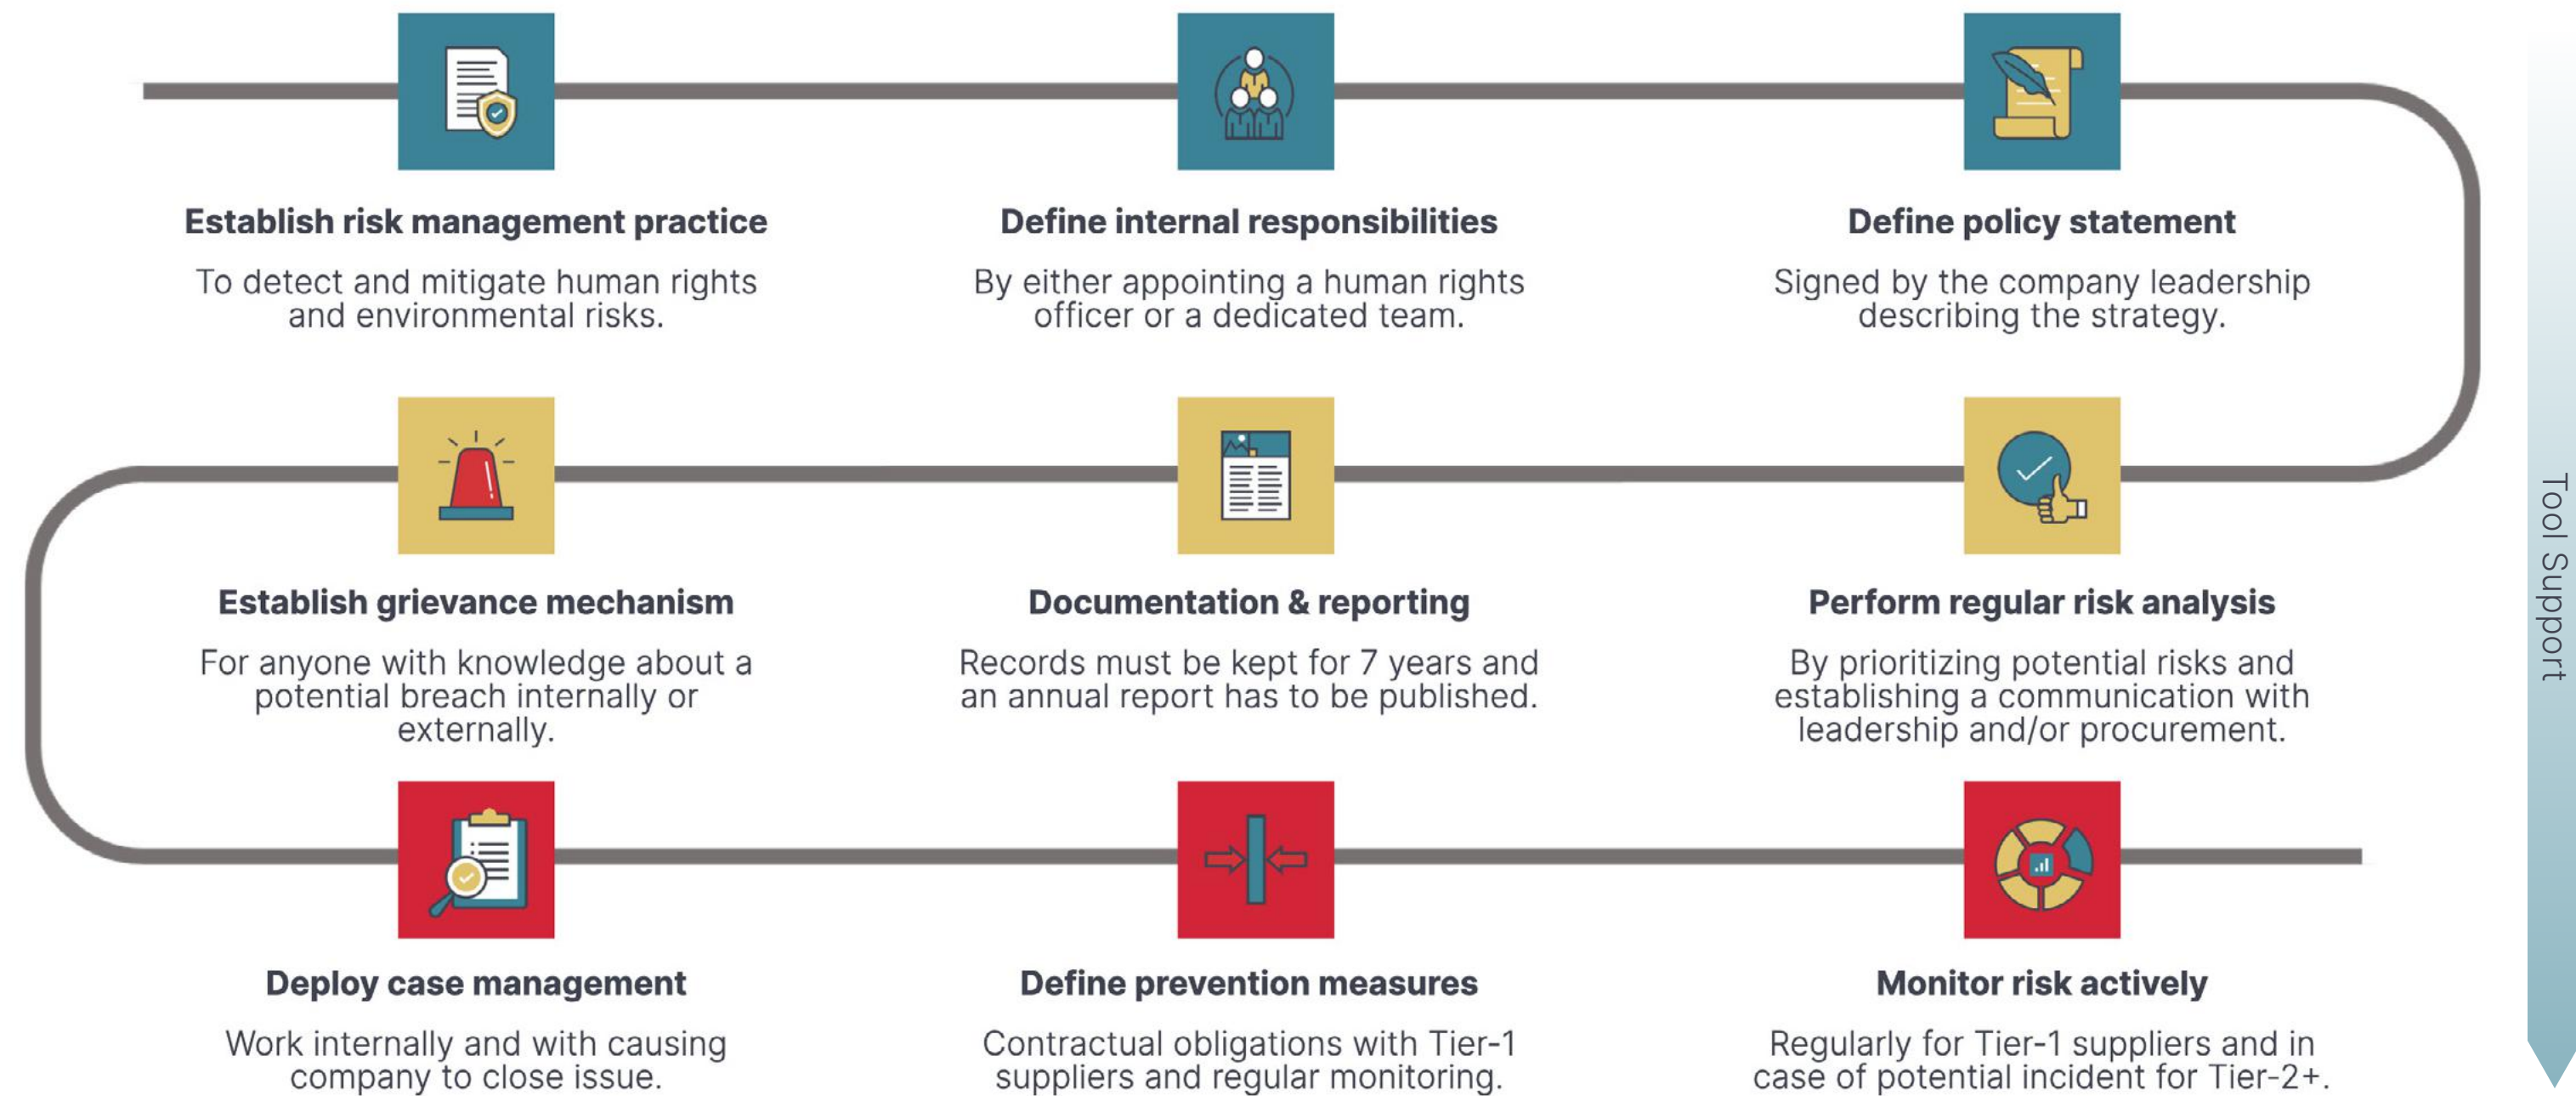 Establish risk management practice
To detect and mitigate human rights
and environmental risks.
Define internal responsibilities
By either appointing a human rights
officer or a dedicated team.
Define policy statement
Signed by the company leadership
describing the strategy.
Establish grievance mechanism
For anyone with knowledge about a
potential breach internally or
externally.
Documentation & reporting
Records must be kept for 7 years and
an annual report has to be published.
Perform regular risk analysis
By prioritizing potential risks and
establishing a communication with
leadership and/or procurement.
Deploy case management
Work internally and with causing
company to close issue.
Define prevention measures
Contractual obligations with Tier-1
suppliers and regular monitoring.
Monitor risk actively
Regularly for Tier-1 suppliers and in
case of potential incident for Tier-2+.
Tool Support